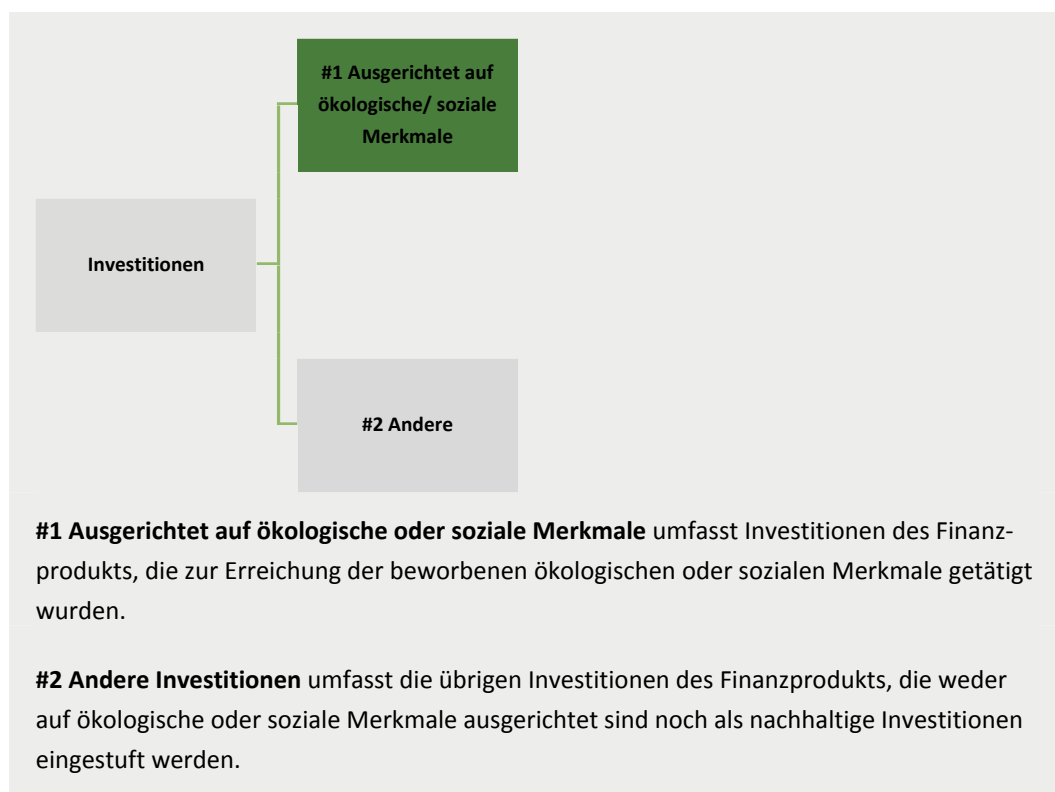 #1 Ausgerichtet auf
ökologische/ soziale
Merkmale
Investitionen
#2 Andere
#1 Ausgerichtet auf ökologische oder soziale Merkmale umfasst Investitionen des Finanz-
produkts, die zur Erreichung der beworbenen ökologischen oder sozialen Merkmale getätigt
wurden.
#2 Andere Investitionen umfasst die übrigen Investitionen des Finanzprodukts, die weder
auf ökologische oder soziale Merkmale ausgerichtet sind noch als nachhaltige Investitionen
eingestuft werden.